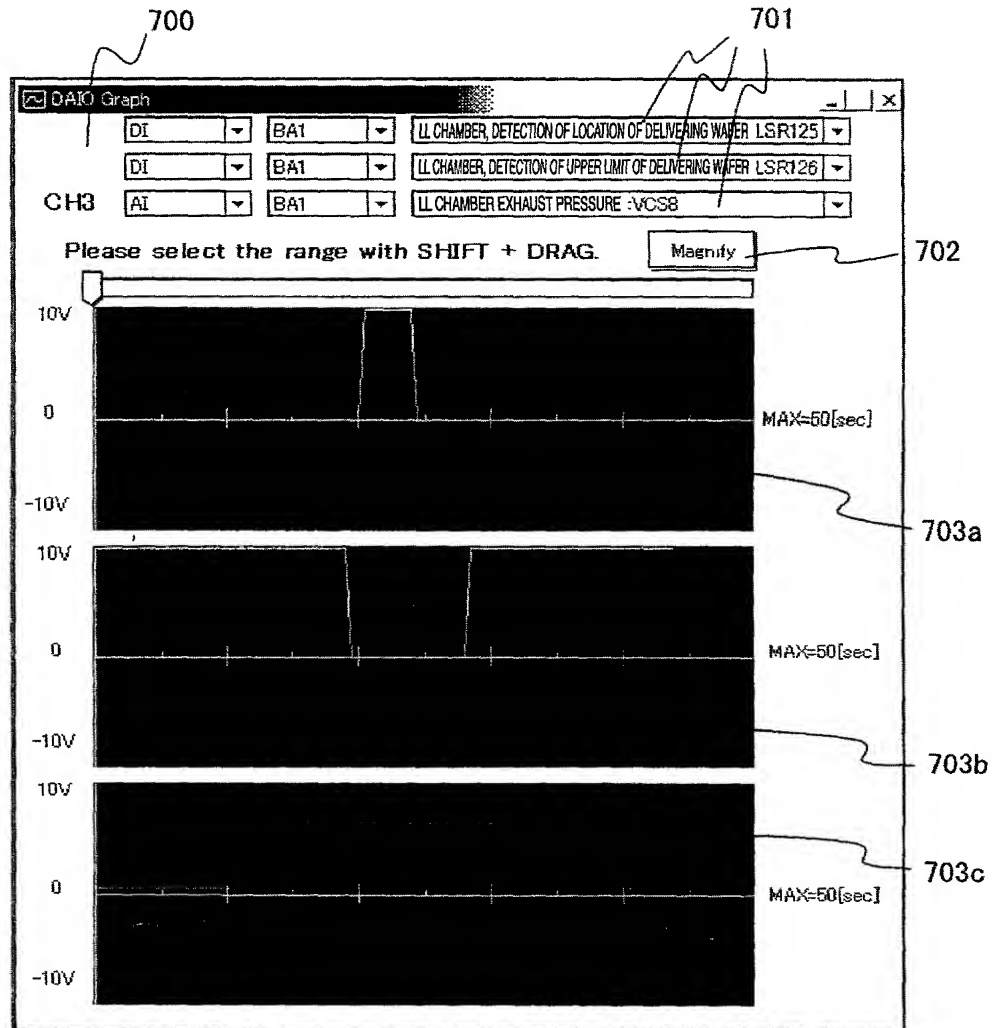 700
701
DAIO Graph
DI BA1 LL CHAMBER, DETECTION OF LOCATION OF DELIVERING WAFER LSR125
DI BA1 LL CHAMBER, DETECTION OF UPPER LIMIT OF DELIVERING WAFER LSR126
CH3 AI BA1 LL CHAMBER EXHAUST PRESSURE :VCS8
Please select the range with SHIFT + DRAG. Magnify
702
10V
0
MAX=50[sec]
-10V
703a
10V
0
MAX=50[sec]
-10V
703b
10V
703c
0
MAX=50[sec]
-10V